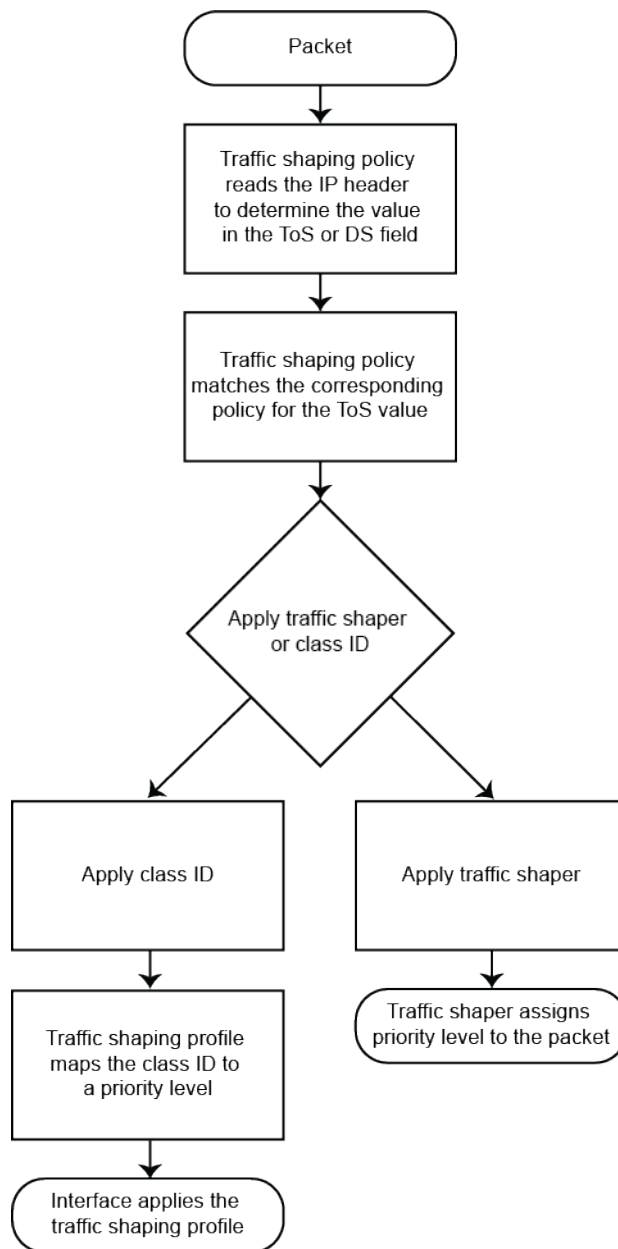 Packet
Traffic shaping policy
reads the IP header
to determine the value
in the ToS or DS field
Traffic shaping policy
matches the corresponding
policy for the ToS value
Apply traffic shaper
or class ID
Apply class ID
Apply traffic shaper
Traffic shaping profile
maps the class ID to
a priority level
Traffic shaper assigns
priority level to the packet
Interface applies the
traffic shaping profile